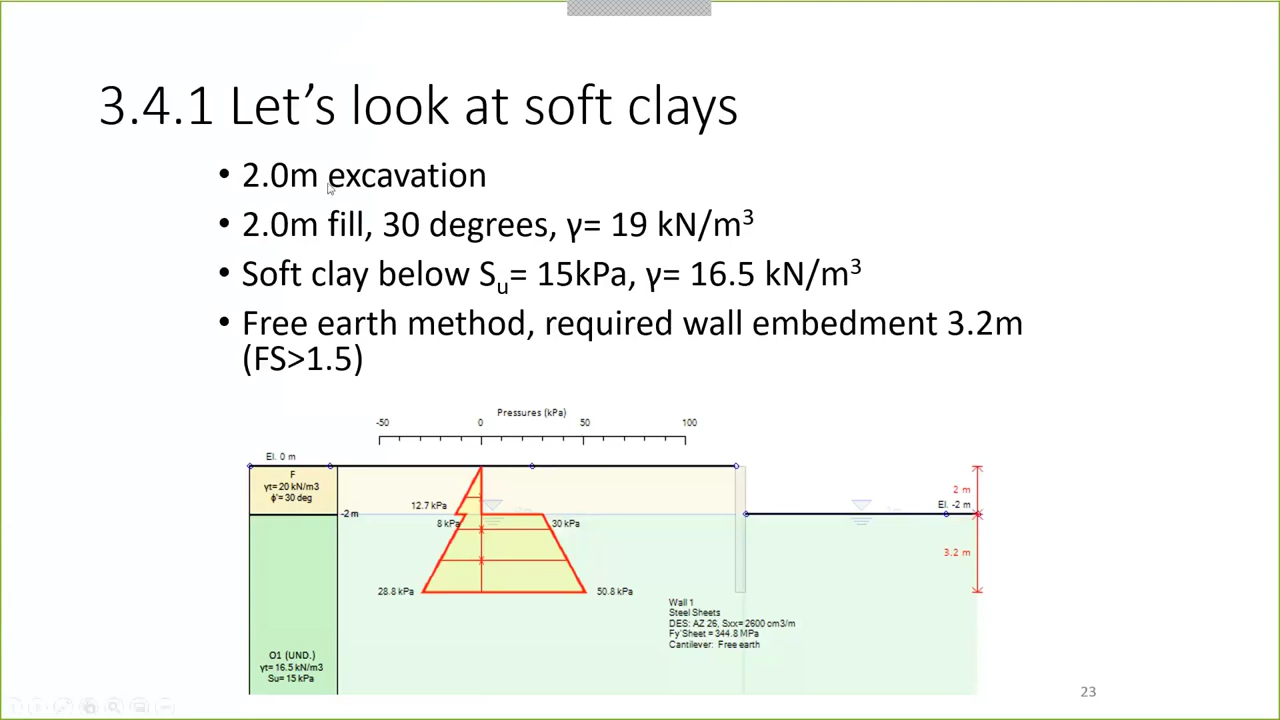 3.4.1 Let's look at soft clays
• 2.0m excavation
• 2.0m fill, 30 degrees, γ= 19 kN/m³
• Soft clay below Su= 15kPa, γ= 16.5 kN/m³
• Free earth method, required wall embedment 3.2m
(FS>1.5)
Pressures (kPa)
-50 0 50 100
El. 0 m
F
γt= 20 kN/m3
ϕ'= 30 deg
-2 m
12.7 kPa
8 kPa
30 kPa
28.8 kPa
50.8 kPa
2 m
El. -2 m
3.2 m
Wall 1
Steel Sheets
DES: AZ 26, Sxx= 2600 cm3/m
Fy'Sheet = 344.8 MPa
Cantilever: Free earth
O1 (UND.)
γt= 16.5 kN/m3
Su= 15 kPa
23